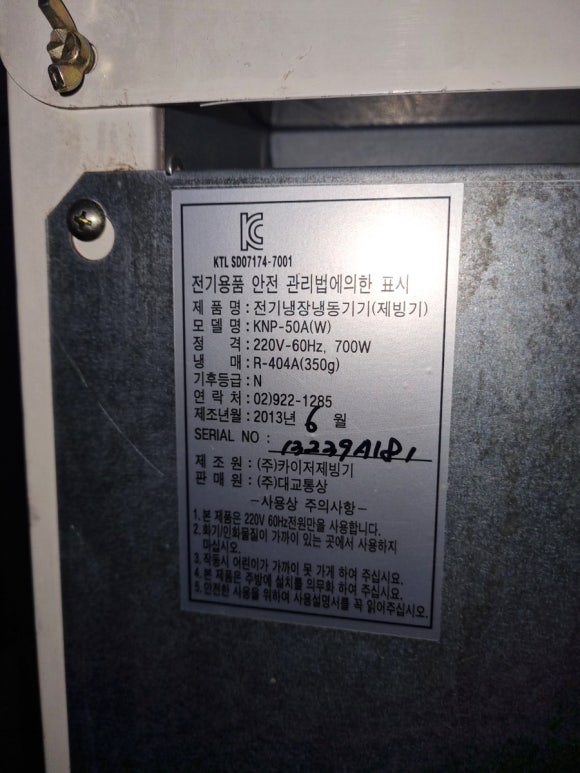 KC
KTL SD07174-7001
전기용품 안전 관리법에의한 표시
제 품 명 : 전기냉장냉동기기(제빙기)
모 델 명 : KNP-50A(W)
정 격 : 220V-60Hz, 700W
냉 매 : R-404A(350g)
기후등급 : N
연 락 처 : 02)922-1285
제조년월 : 2013년 6 월
SERIAL NO : 13239A181
제 조 원 : (주)카이저제빙기
판 매 원 : (주)대교통상
-사용상 주의사항-
1. 본 제품은 220V 60Hz전원만을 사용합니다.
2. 화기/인화물질이 가까이 있는 곳에서 사용하지
마십시오.
3. 작동시 어린이가 가까이 못 가게 하여 주십시요.
4. 본 제품은 주방에 설치를 의무화 하여 주십시요.
5. 안전한 사용을 위하여 사용설명서를 꼭 읽어주십시오.